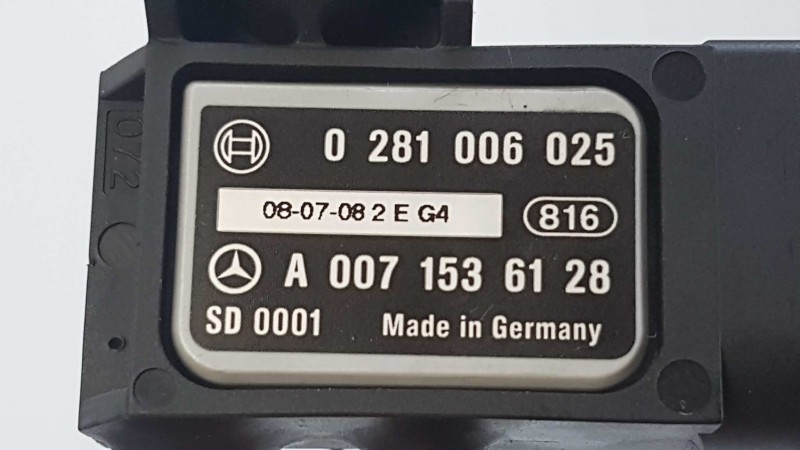 0 281 006 025
08-07-08 2 E G4
816
A 007 153 61 28
SD 0001 Made in Germany
072